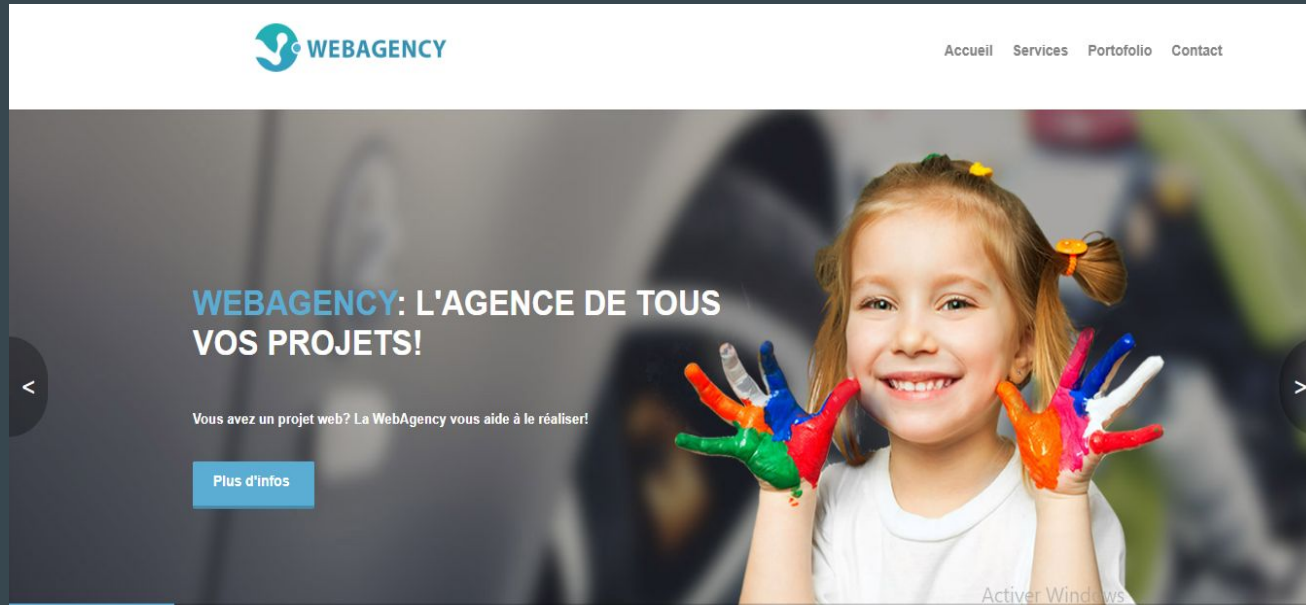 WEBAGENCY
Accueil Services Portofolio Contact
WEBAGENCY: L'AGENCE DE TOUS
VOS PROJETS!
<
>
Vous avez un projet web? La WebAgency vous aide à le réaliser!
Plus d'infos
Activer Windows